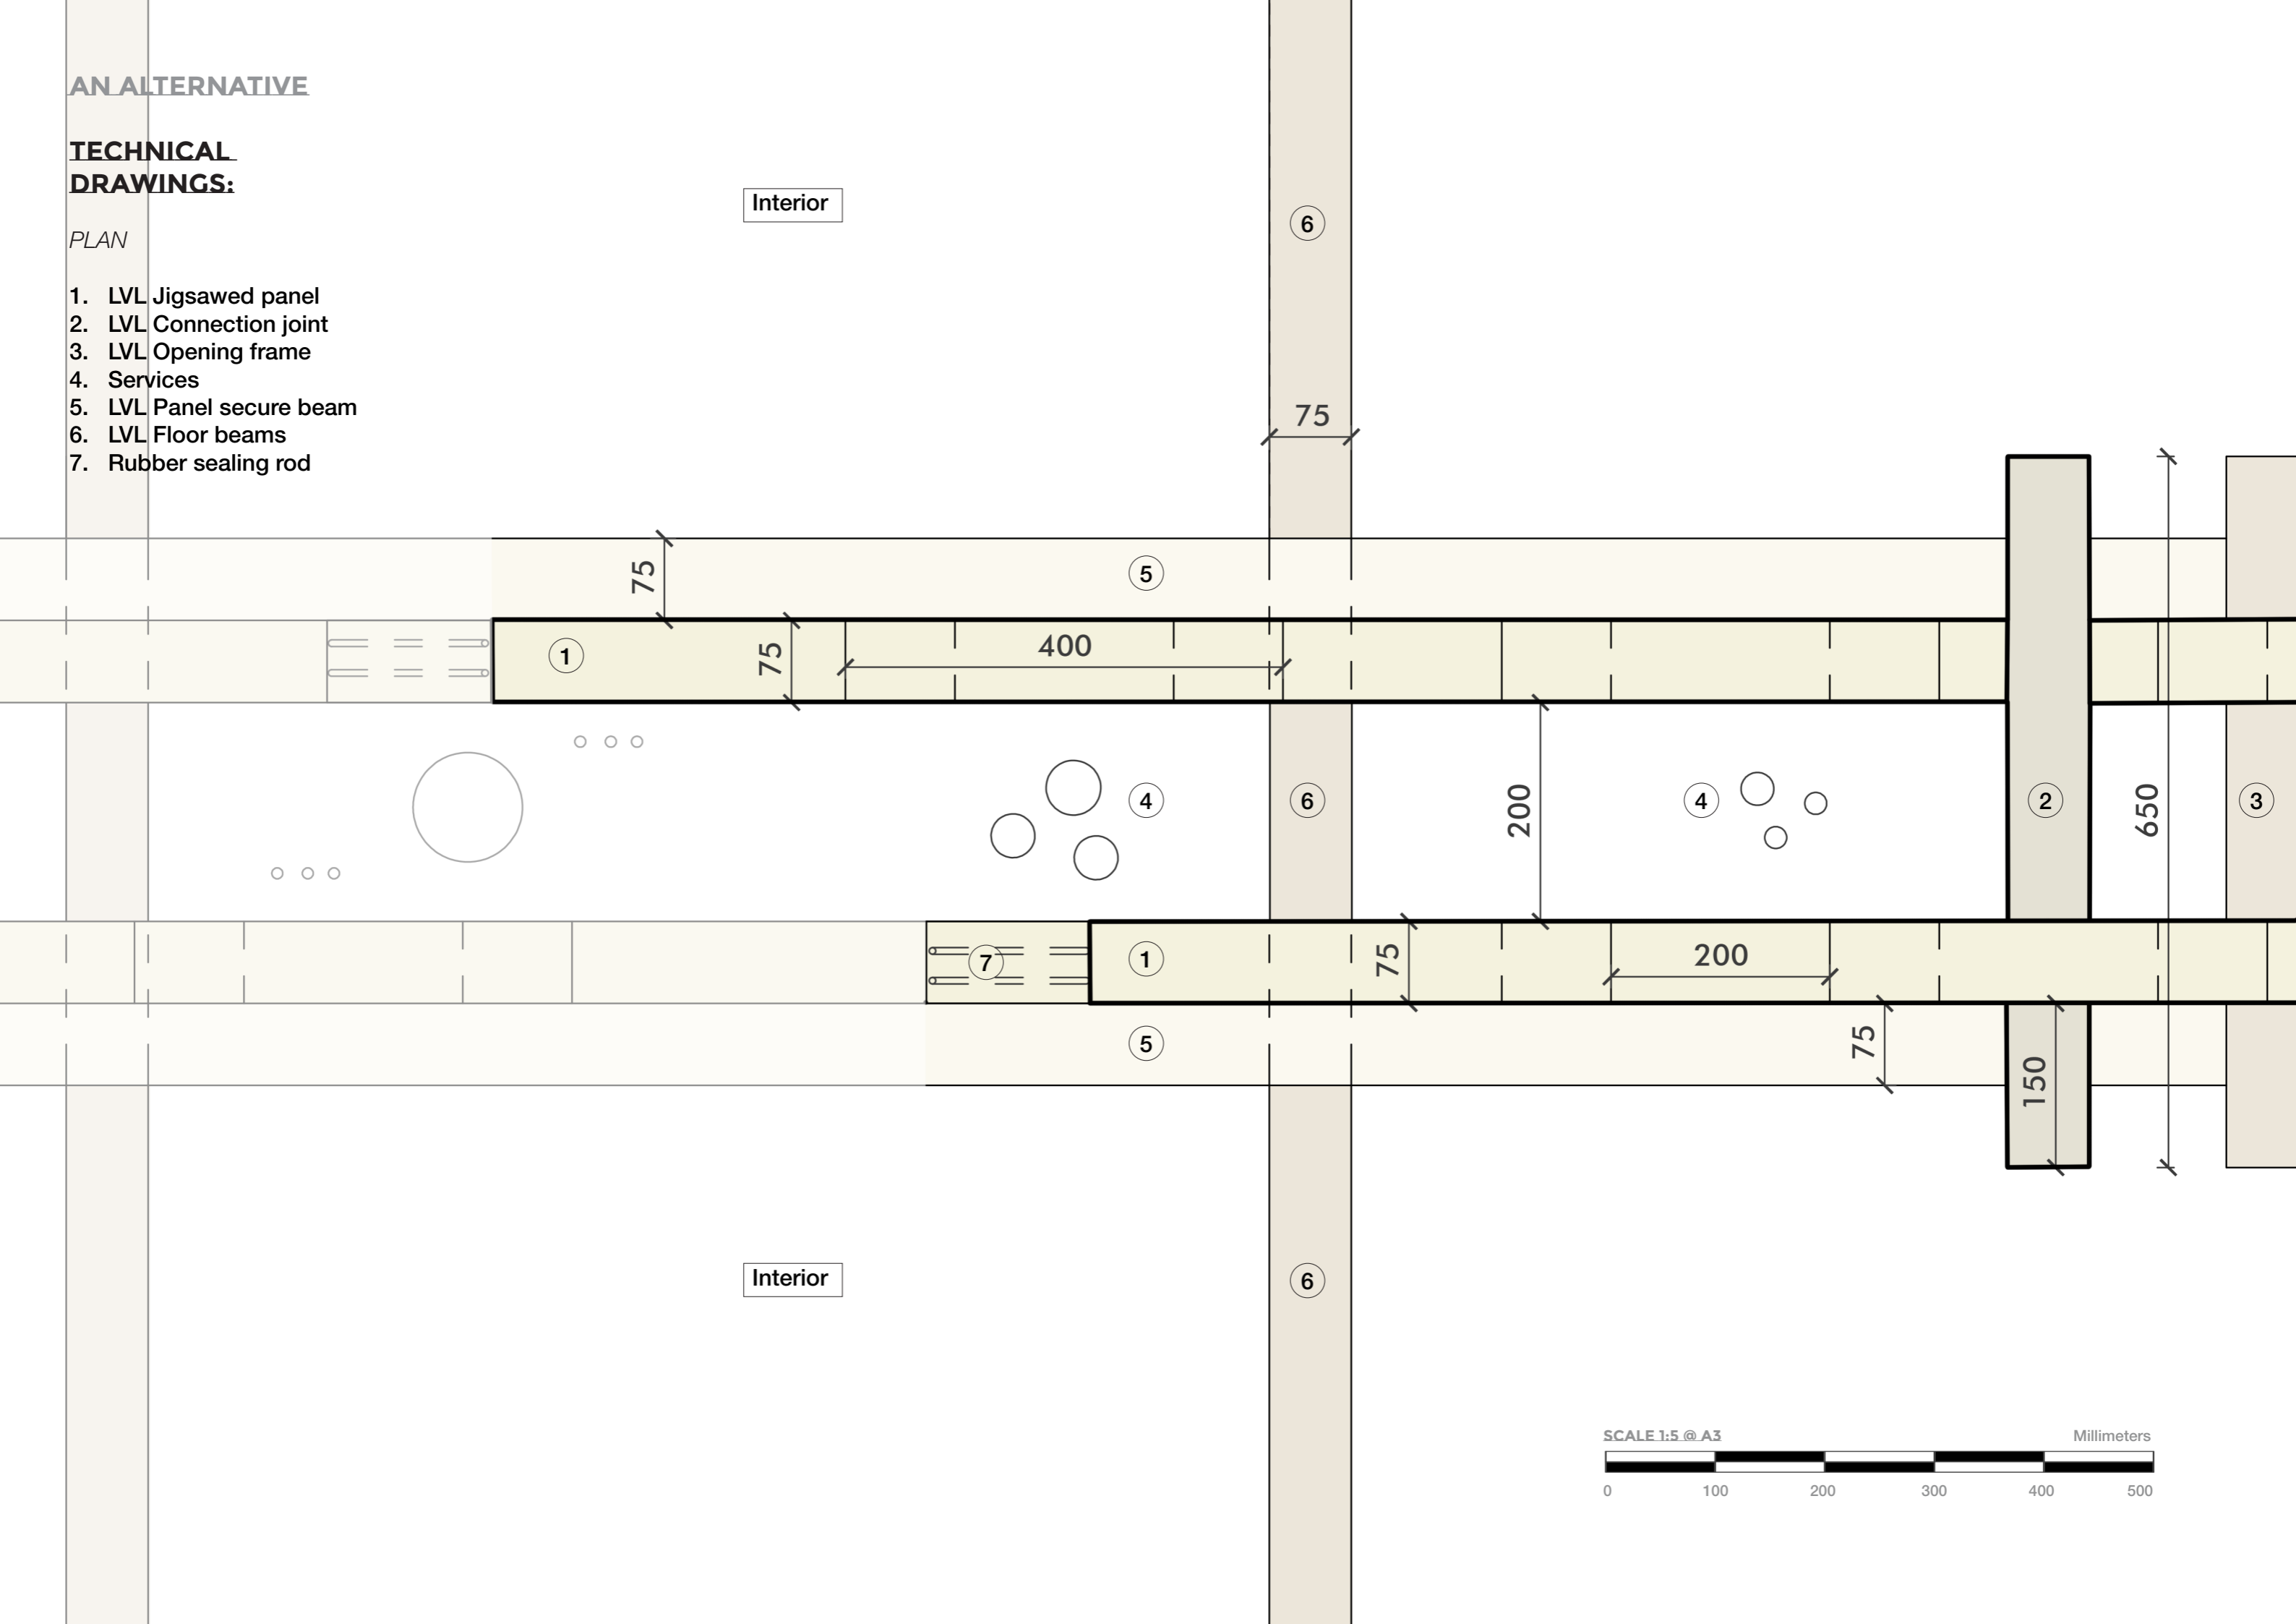 AN ALTERNATIVE
TECHNICAL
DRAWINGS:
PLAN
1. LVL Jigsawed panel
2. LVL Connection joint
3. LVL Opening frame
4. Services
5. LVL Panel secure beam
6. LVL Floor beams
7. Rubber sealing rod
Interior
6
75
75
5
1
75
400
4
6
200
4
2
650
3
7
1
75
200
5
75
150
Interior
6
SCALE 1:5 @ A3
Millimeters
0 100 200 300 400 500